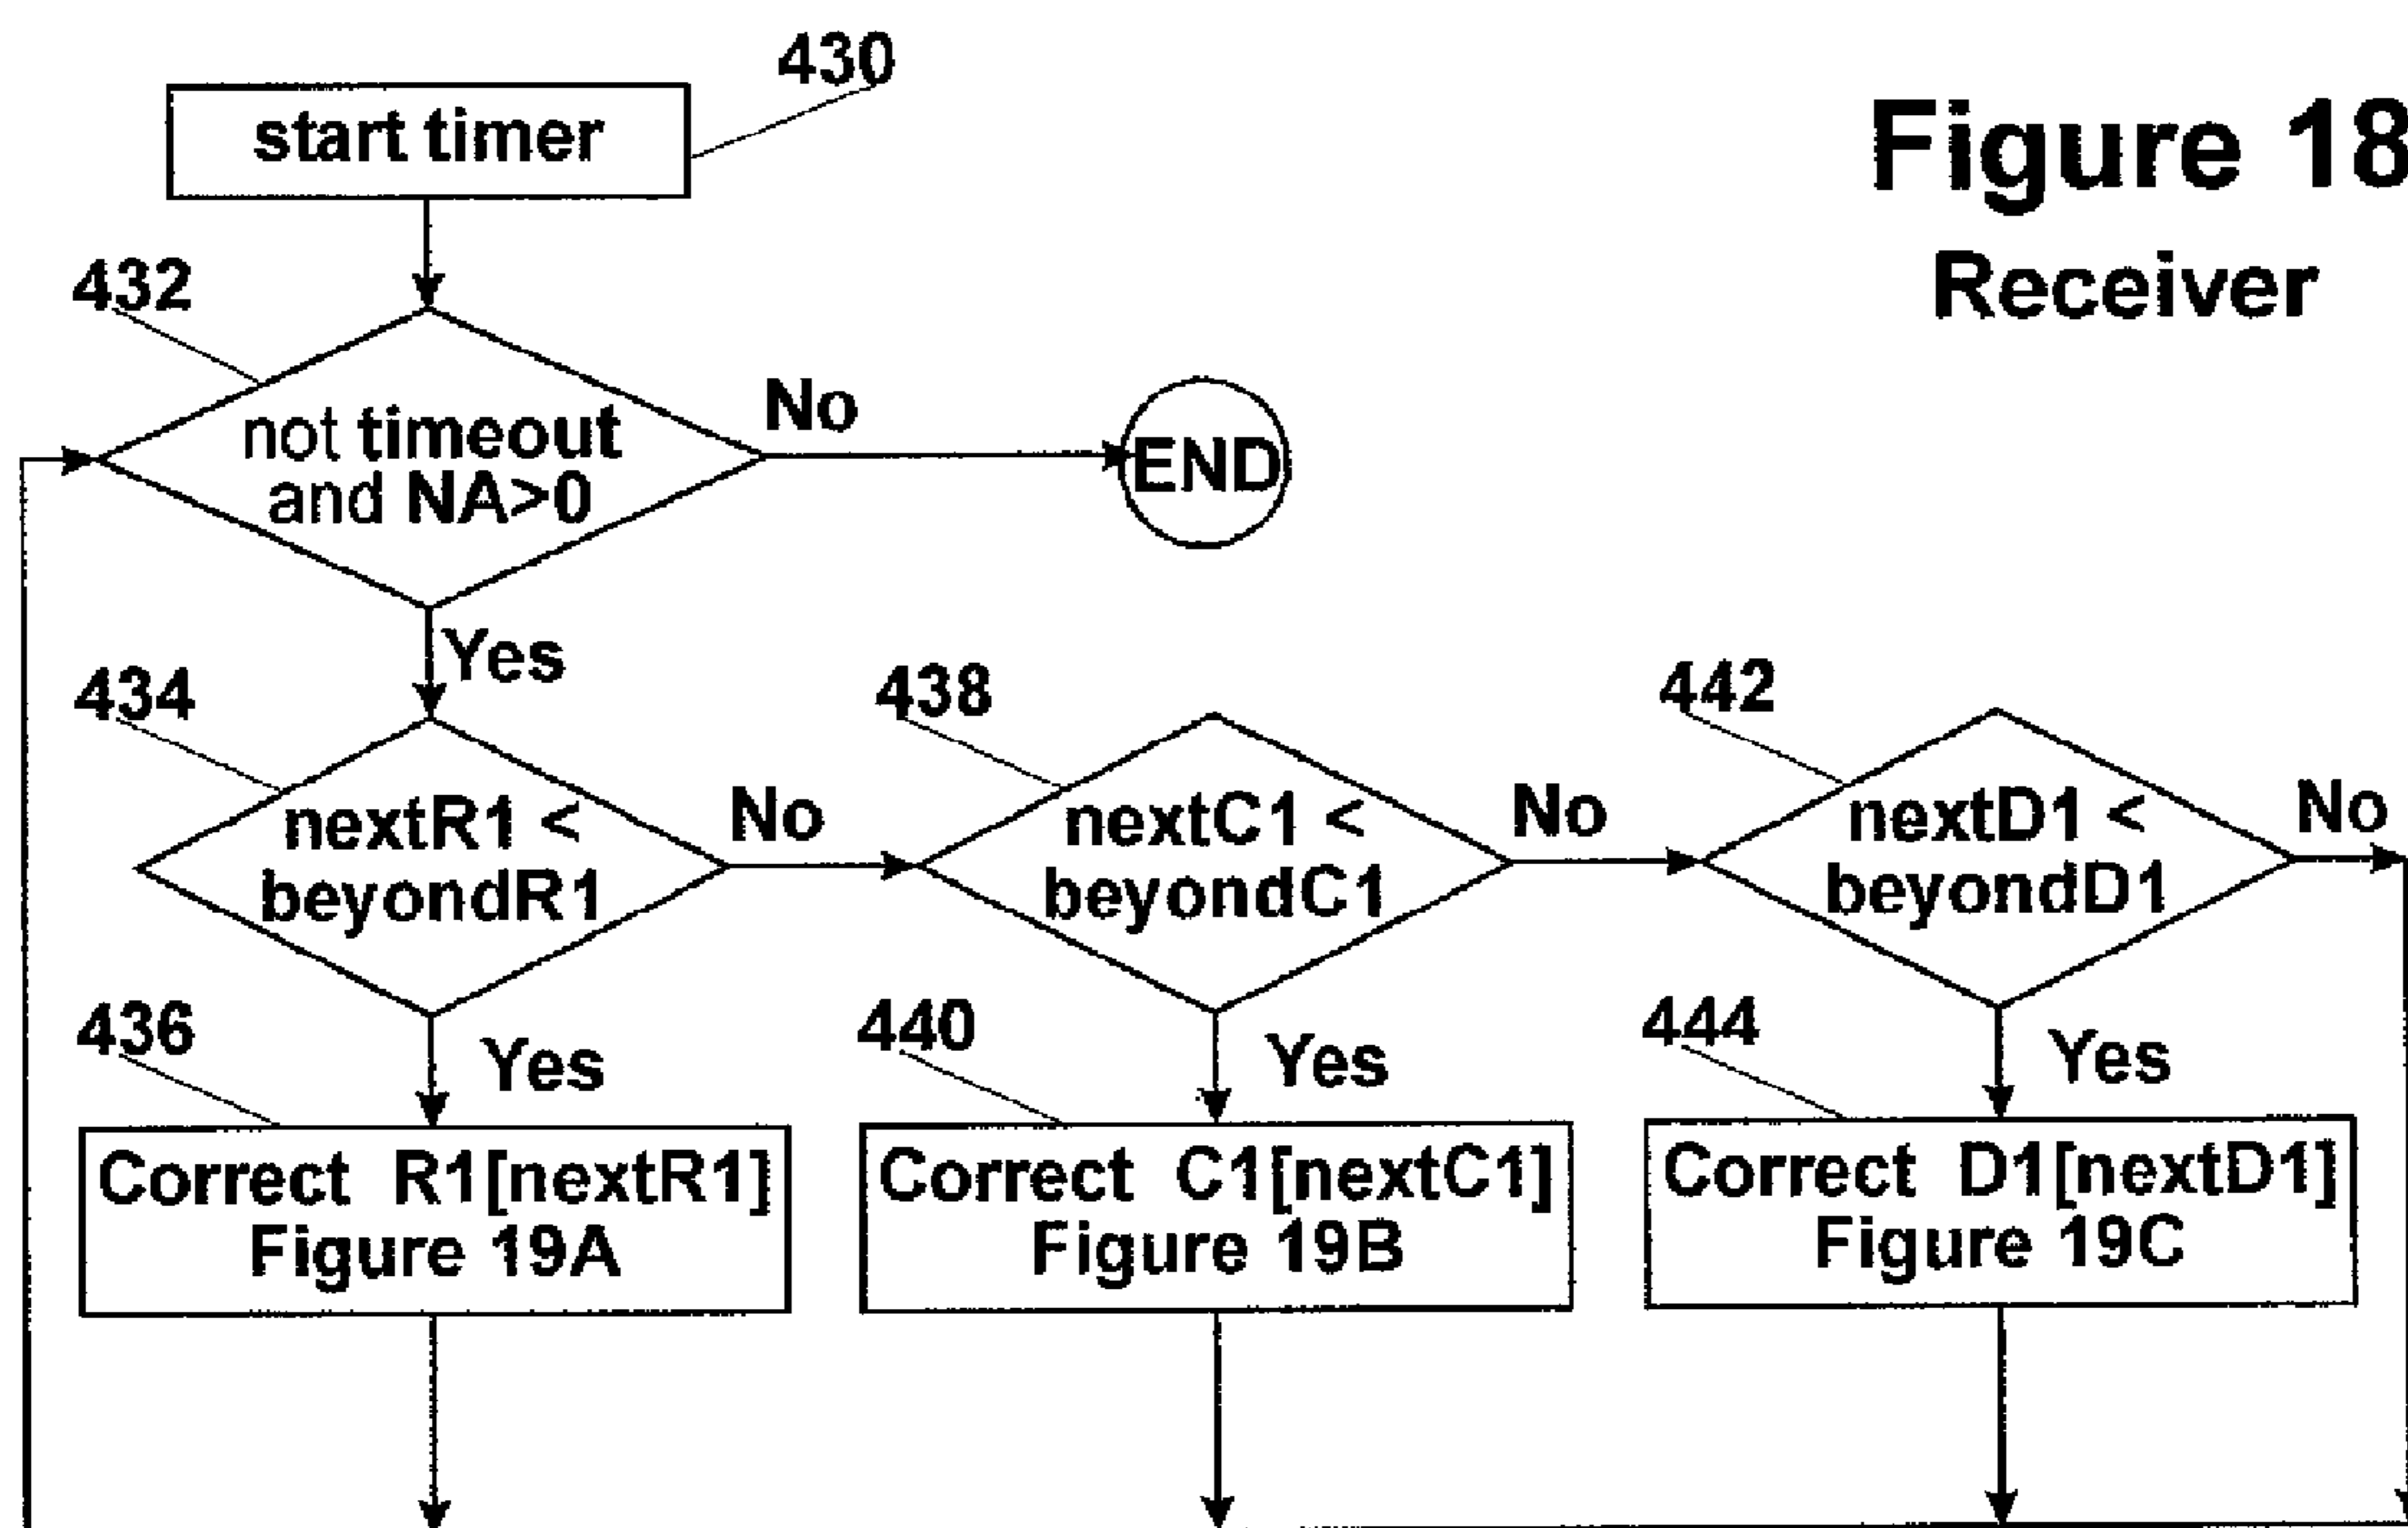 430
start timer
Figure 18
Receiver
432
not timeout
and NA>0
No
END
Yes
434
nextR1 <
beyondR1
No
438
nextC1 <
beyondC1
No
442
nextD1 <
beyondD1
No
436
Yes
Correct R1[nextR1]
Figure 19A
440
Yes
Correct C1[nextC1]
Figure 19B
444
Yes
Correct D1[nextD1]
Figure 19C